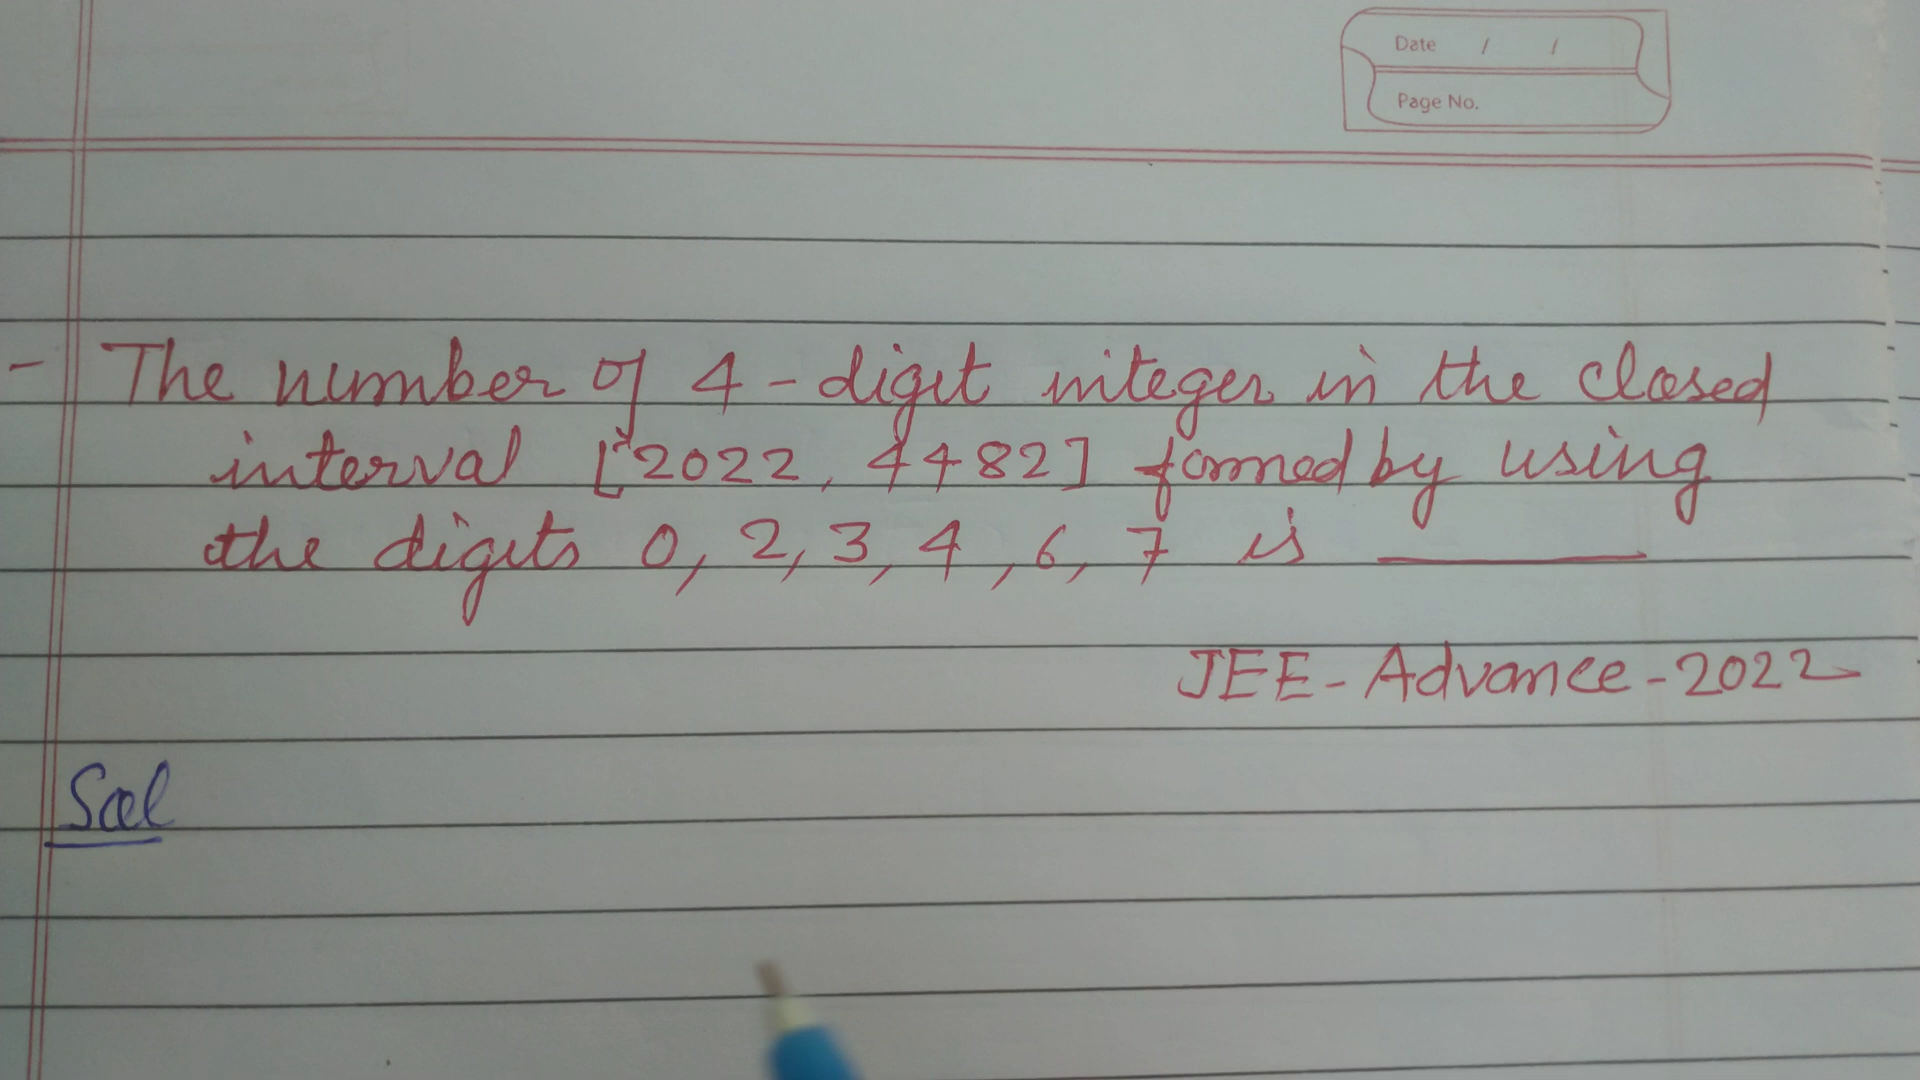 Date / /
Page No.
- The number of 4-digit integer in the closed
interval [2022, 4482] formed by using
the digits 0, 2, 3, 4, 6, 7 is ______
JEE-Advance-2022
Sol